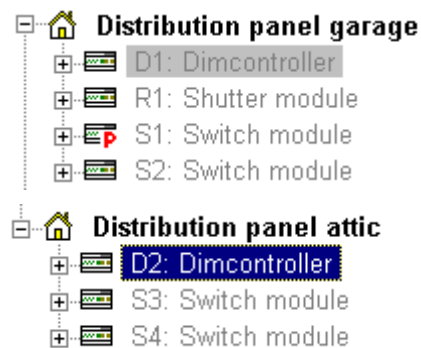 Distribution panel garage
D1: Dimcontroller
R1: Shutter module
P S1: Switch module
S2: Switch module
Distribution panel attic
D2: Dimcontroller
S3: Switch module
S4: Switch module